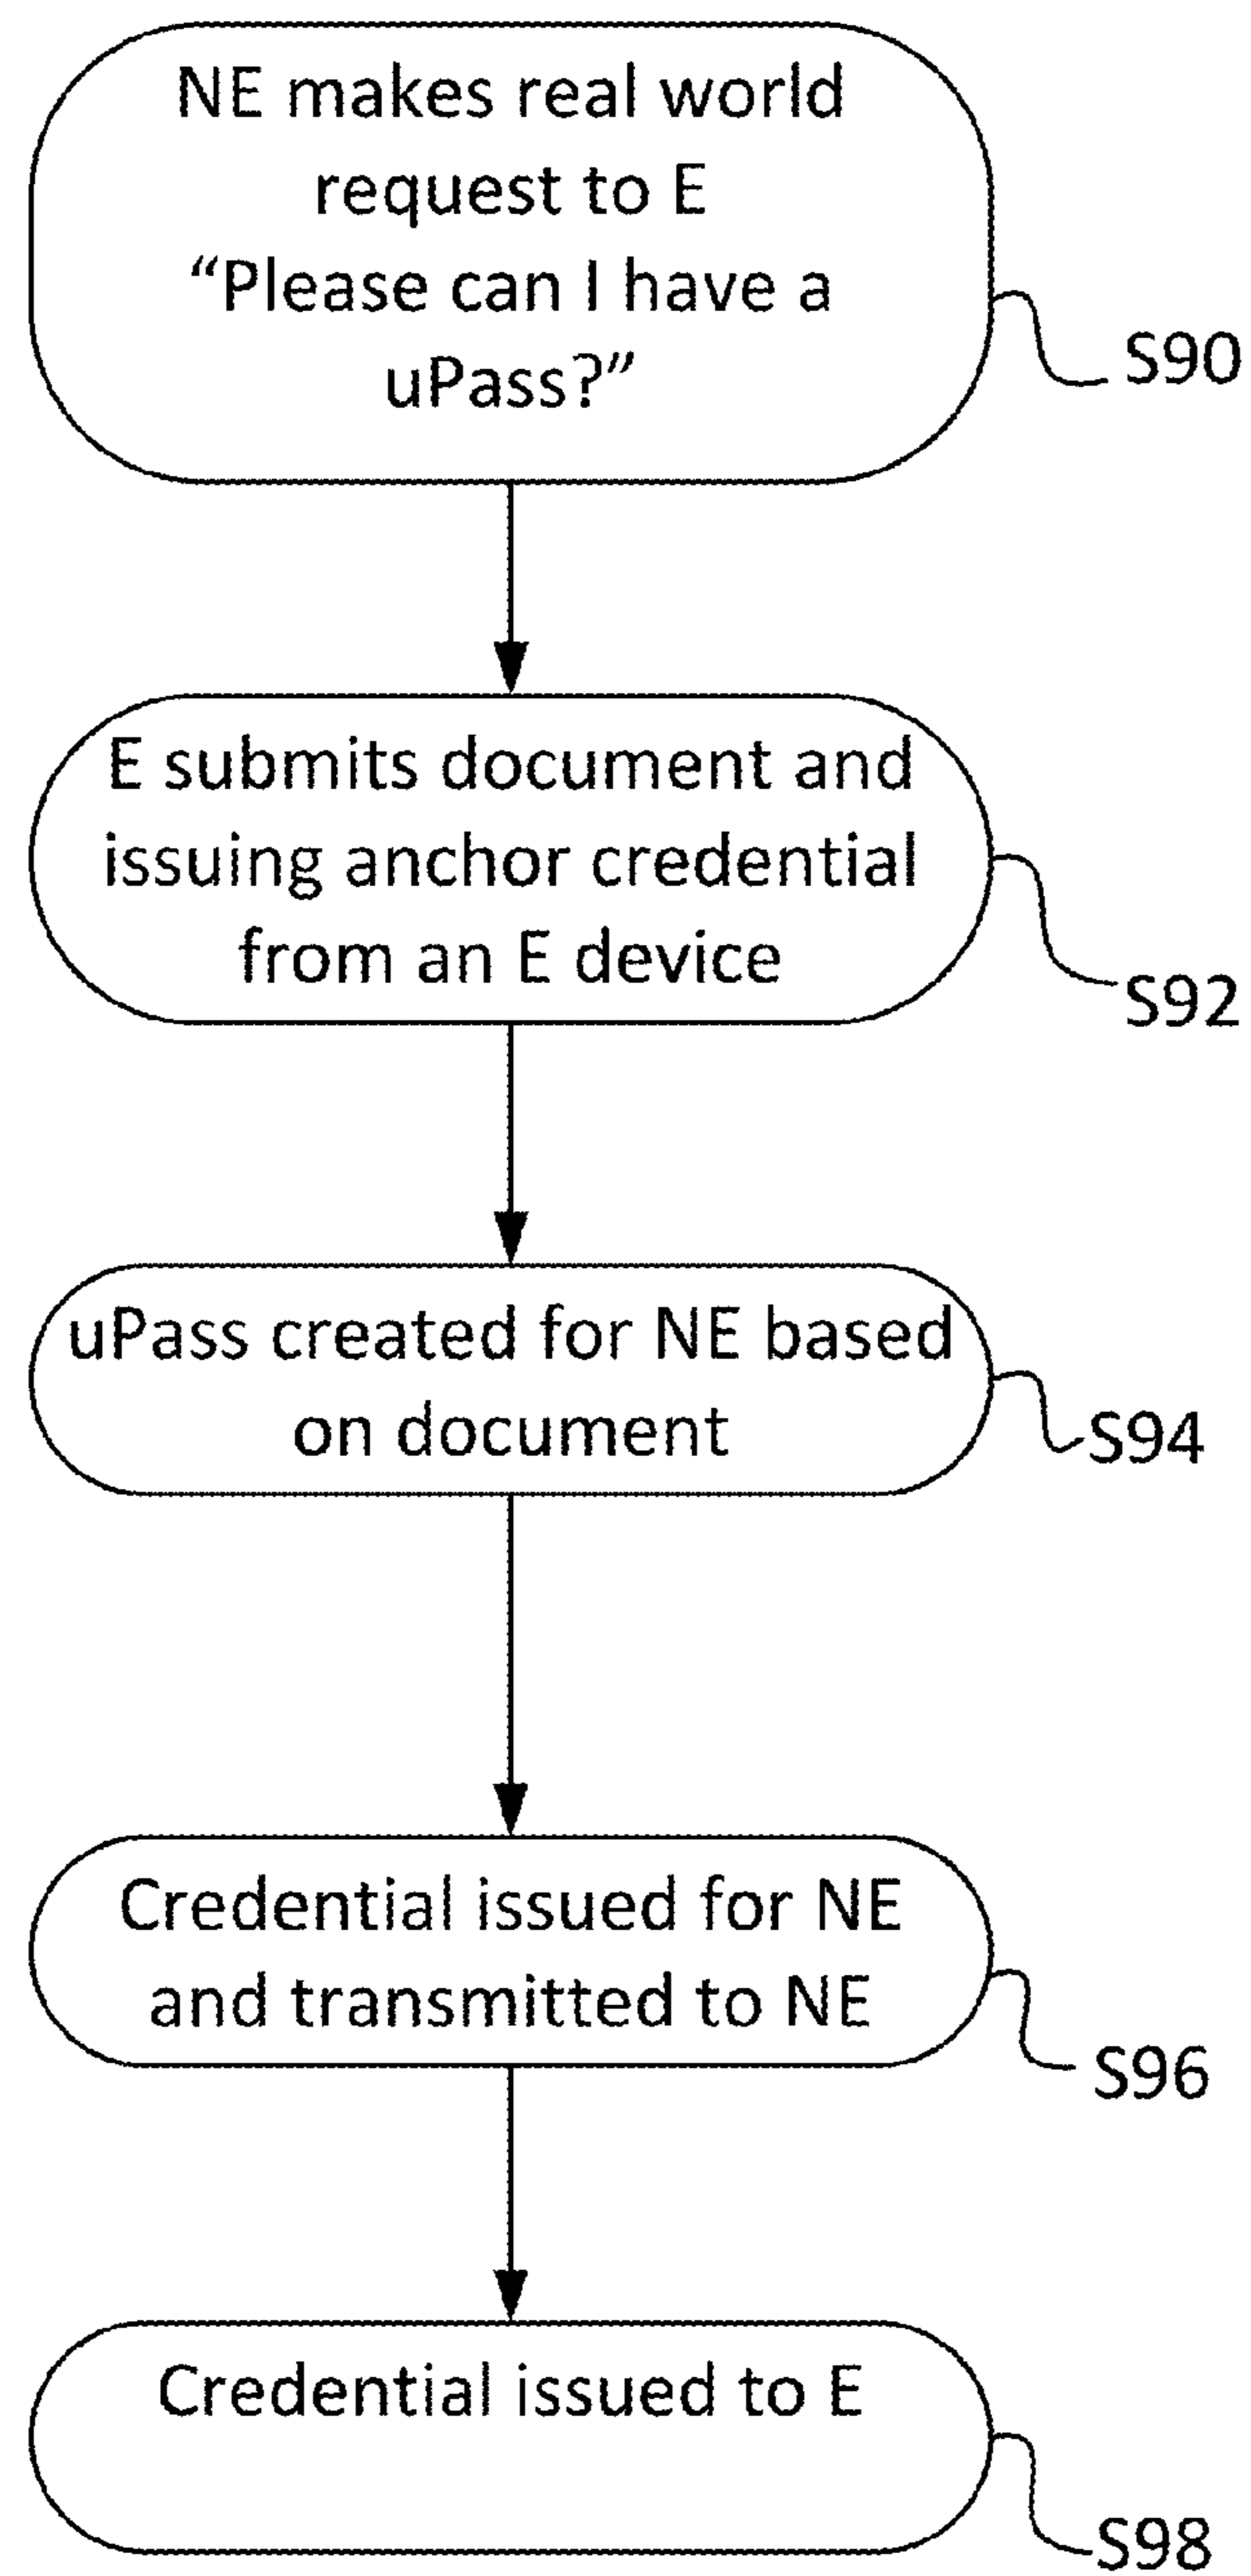 NE makes real world
request to E
“Please can I have a
uPass?”
S90
E submits document and
issuing anchor credential
from an E device
S92
uPass created for NE based
on document
S94
Credential issued for NE
and transmitted to NE
S96
Credential issued to E
S98